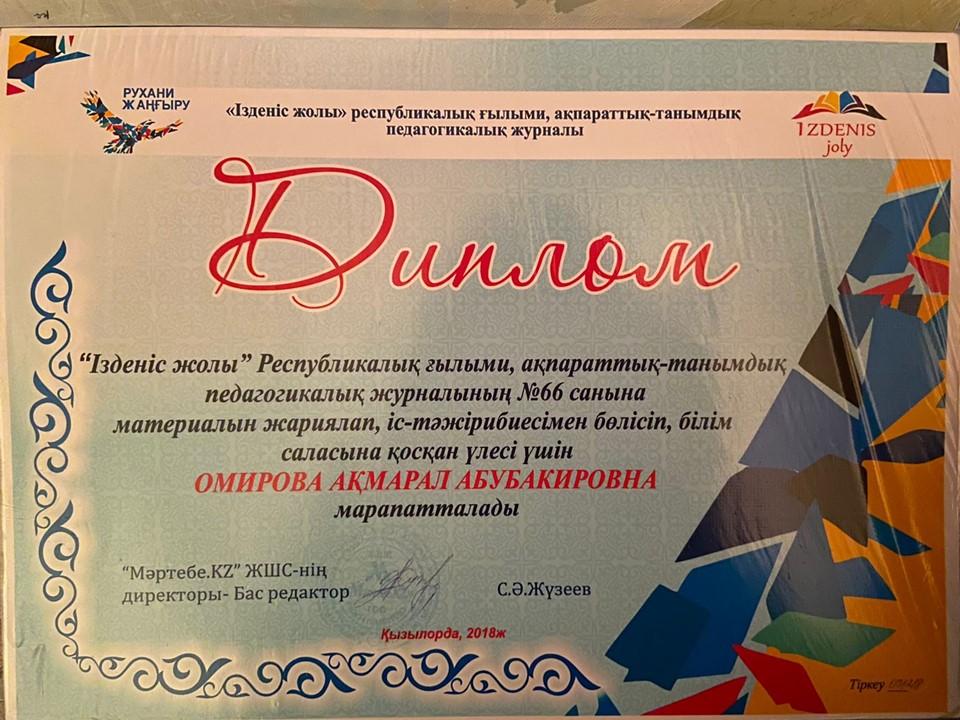 РУХАНИ
ЖАҢҒЫРУ
«Ізденіс жолы» республикалық ғылыми, ақпараттық-танымдық
педагогикалық журналы
IZDENIS
joly
Диплом
“Ізденіс жолы” Республикалық ғылыми, ақпараттық-танымдық
педагогикалық журналының №66 санына
материалын жариялап, іс-тәжірибиесімен бөлісіп, білім
саласына қосқан үлесі үшін
ОМИРОВА АҚМАРАЛ АБУБАКИРОВНА
марапатталады
“Мәртебе.KZ” ЖШС-нің
директоры- Бас редактор
С.Ә.Жүзеев
Қызылорда, 2018ж
Тіркеу